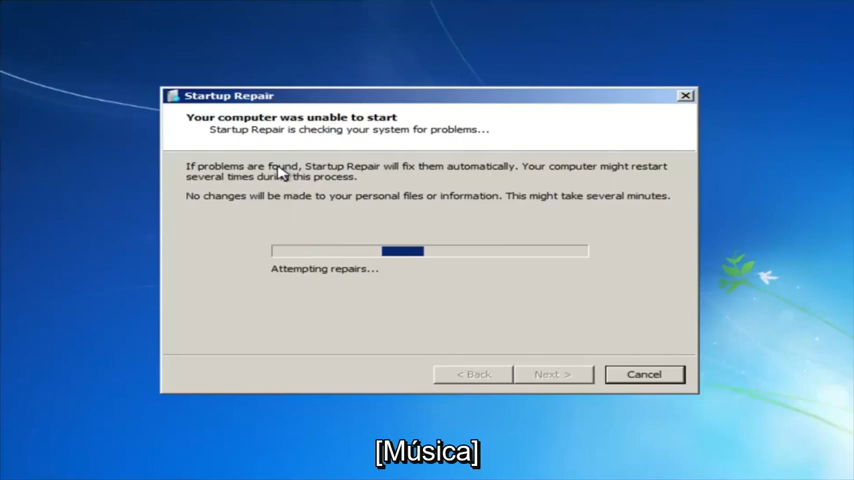 Startup Repair
Your computer was unable to start
Startup Repair is checking your system for problems...
If problems are found, Startup Repair will fix them automatically. Your computer might restart
several times during this process.
No changes will be made to your personal files or information. This might take several minutes.
Attempting repairs...
< Back
Next >
Cancel
[Música]